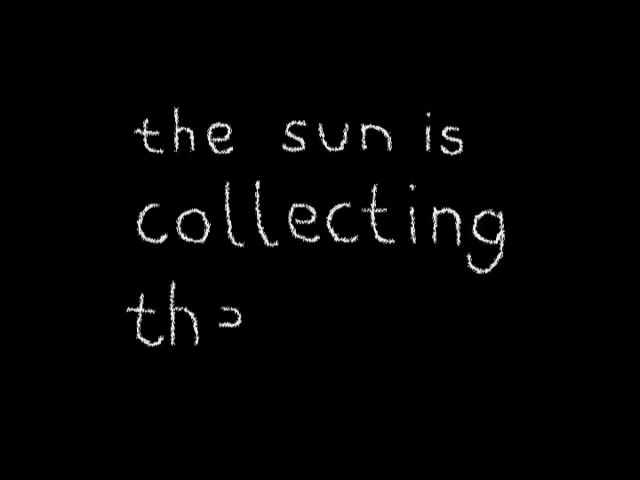 the sun is
collecting
th